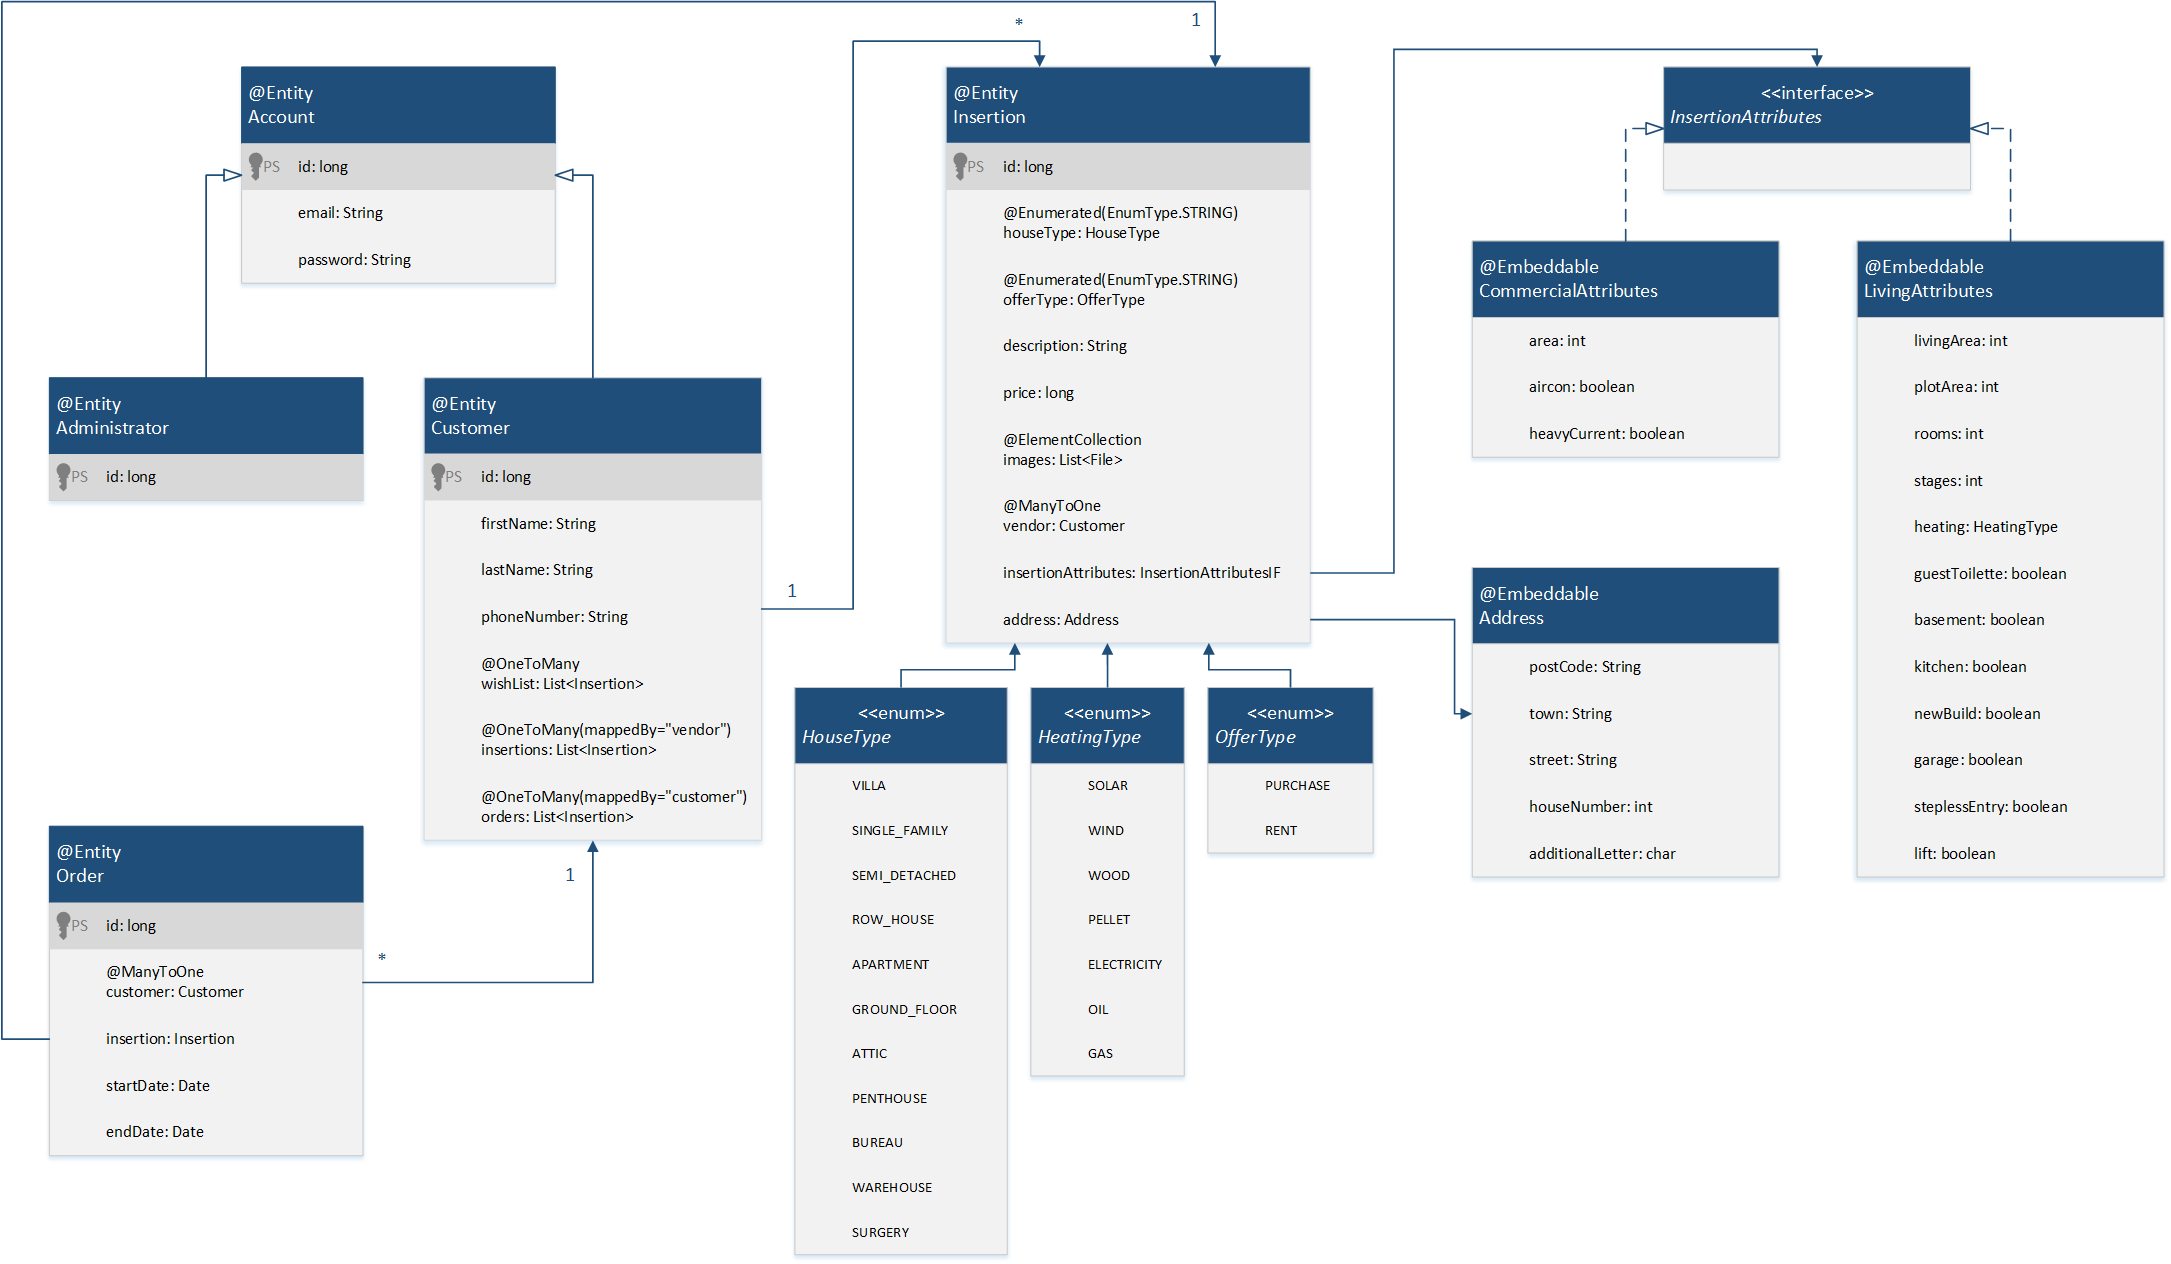 *
1
@Entity
Account
PS id: long
email: String
password: String
@Entity
Administrator
PS id: long
@Entity
Customer
PS id: long
firstName: String
lastName: String
phoneNumber: String
@OneToMany
wishList: List<Insertion>
@OneToMany(mappedBy="vendor")
insertions: List<Insertion>
@OneToMany(mappedBy="customer")
orders: List<Insertion>
1
1
*
@Entity
Order
PS id: long
@ManyToOne
customer: Customer
insertion: Insertion
startDate: Date
endDate: Date
@Entity
Insertion
PS id: long
@Enumerated(EnumType.STRING)
houseType: HouseType
@Enumerated(EnumType.STRING)
offerType: OfferType
description: String
price: long
@ElementCollection
images: List<File>
@ManyToOne
vendor: Customer
insertionAttributes: InsertionAttributesIF
address: Address
<<enum>>
HouseType
VILLA
SINGLE_FAMILY
SEMI_DETACHED
ROW_HOUSE
APARTMENT
GROUND_FLOOR
ATTIC
PENTHOUSE
BUREAU
WAREHOUSE
SURGERY
<<enum>>
HeatingType
SOLAR
WIND
WOOD
PELLET
ELECTRICITY
OIL
GAS
<<enum>>
OfferType
PURCHASE
RENT
<<interface>>
InsertionAttributes
@Embeddable
CommercialAttributes
area: int
aircon: boolean
heavyCurrent: boolean
@Embeddable
Address
postCode: String
town: String
street: String
houseNumber: int
additionalLetter: char
@Embeddable
LivingAttributes
livingArea: int
plotArea: int
rooms: int
stages: int
heating: HeatingType
guestToilette: boolean
basement: boolean
kitchen: boolean
newBuild: boolean
garage: boolean
steplessEntry: boolean
lift: boolean